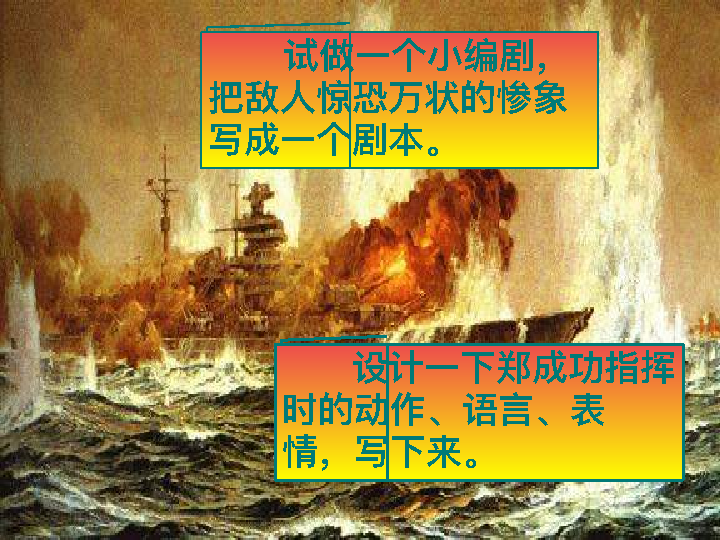 试做一个小编剧，
把敌人惊恐万状的惨象
写成一个剧本。
设计一下郑成功指挥
时的动作、语言、表
情，写下来。